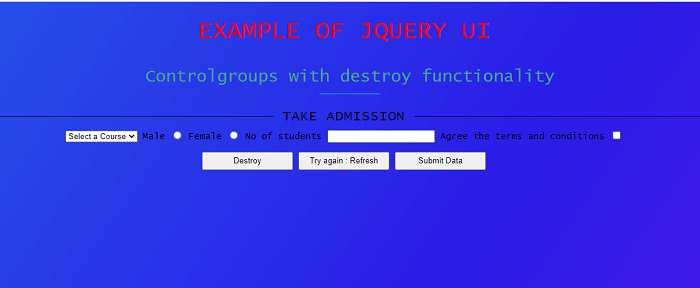 EXAMPLE OF JQUERY UI
Controlgroups with destroy functionality
TAKE ADMISSION
Select a Course Male Female No of students Agree the terms and conditions
Destroy Try again : Refresh Submit Data